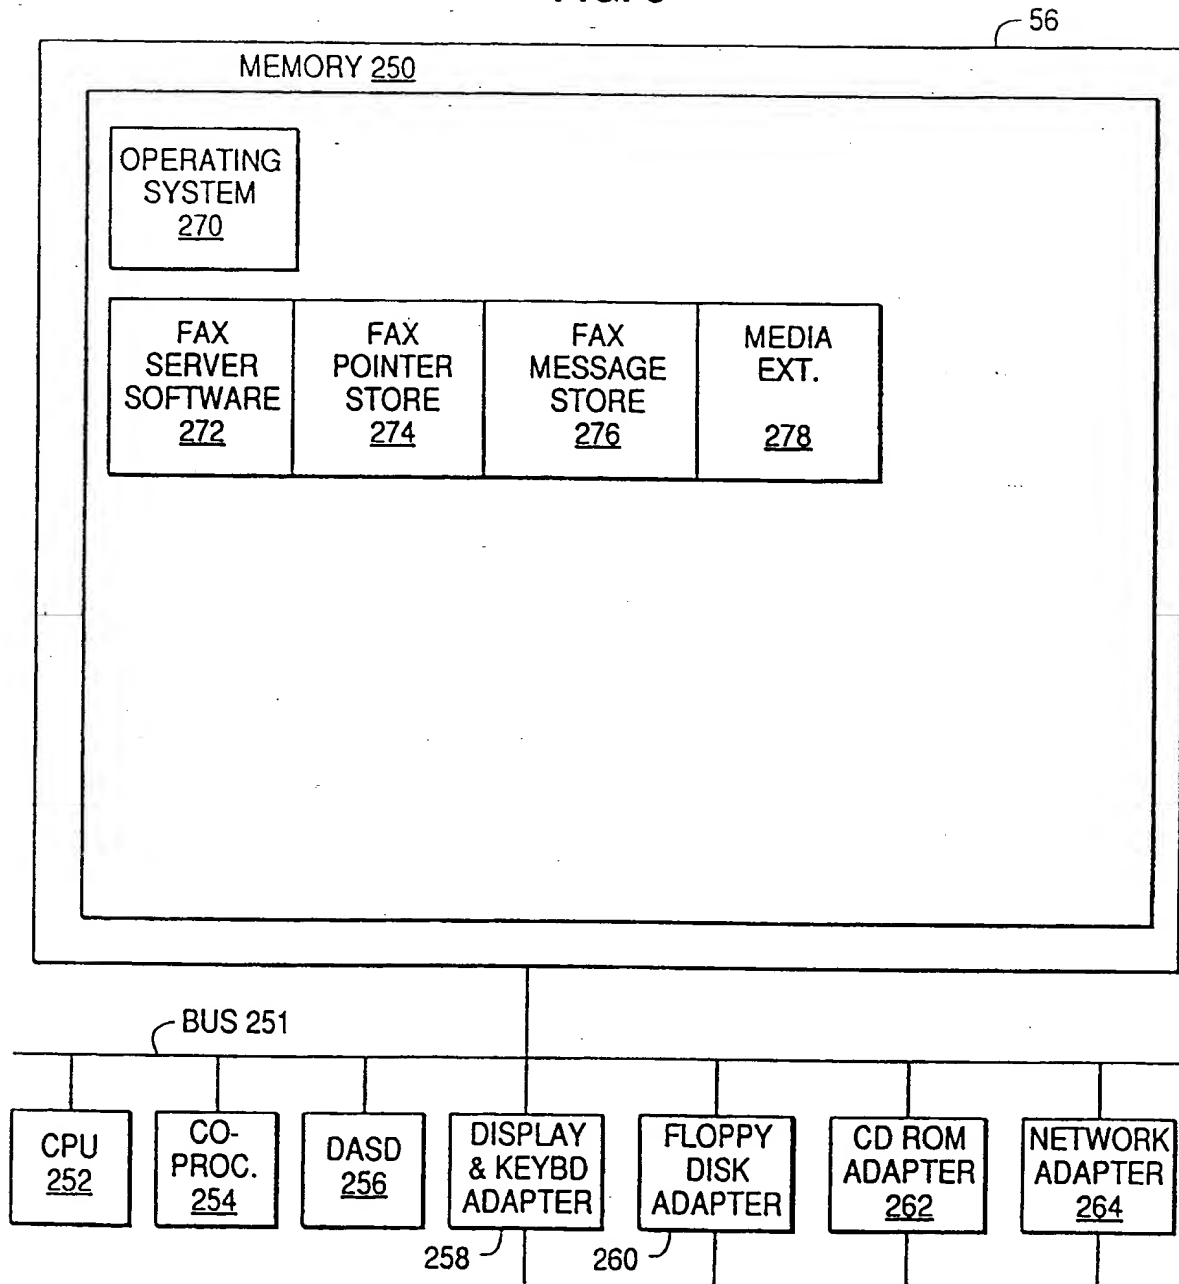 56
MEMORY 250
OPERATING
SYSTEM
270
FAX
SERVER
SOFTWARE
272
FAX
POINTER
STORE
274
FAX
MESSAGE
STORE
276
MEDIA
EXT.
278
BUS 251
CPU
252
CO-
PROC.
254
DASD
256
DISPLAY
& KEYBD
ADAPTER
258
FLOPPY
DISK
ADAPTER
260
CD ROM
ADAPTER
262
NETWORK
ADAPTER
264